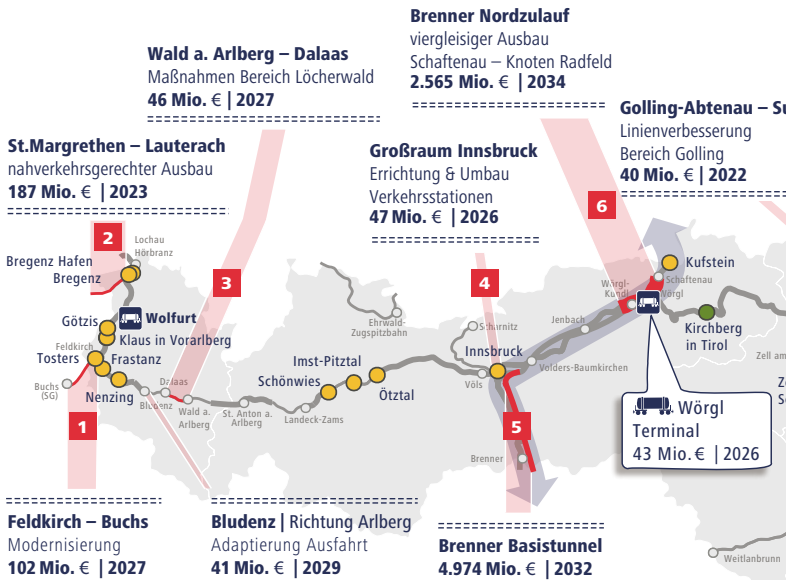 Brenner Nordzulauf
viergleisiger Ausbau
Schaftenau – Knoten Radfeld
2.565 Mio. € | 2034
Wald a. Arlberg – Dalaas
Maßnahmen Bereich Löcherwald
46 Mio. € | 2027
Golling-Abtenau – Su
Linienverbesserung
Bereich Golling
40 Mio. € | 2022
St.Margrethen – Lauterach
nahverkehrsgerechter Ausbau
187 Mio. € | 2023
Großraum Innsbruck
Errichtung & Umbau
Verkehrsstationen
47 Mio. € | 2026
6
2
Lochau
Hörbranz
Bregenz Hafen
Bregenz
3
4
Kufstein
Schaftenau
Wörgl-
Kundl
Wörgl
Götzis
Wolfurt
Klaus in Vorarlberg
Feldkirch
Tosters
Frastanz
Buchs
(SG)
Nenzing
Bludenz
Dalaas
Wald a.
Arlberg
St. Anton a.
Arlberg
Landeck-Zams
Imst-Pitztal
Schönwies
Ötztal
Ehrwald-
Zugspitzbahn
Scharnitz
Innsbruck
Völs
Jenbach
Volders-Baumkirchen
Kirchberg
in Tirol
Zell am
Ze
Se
1
5
Brenner
Wörgl
Terminal
43 Mio. € | 2026
Feldkirch – Buchs
Modernisierung
102 Mio. € | 2027
Bludenz | Richtung Arlberg
Adaptierung Ausfahrt
41 Mio. € | 2029
Brenner Basistunnel
4.974 Mio. € | 2032
Weitlanbrunn